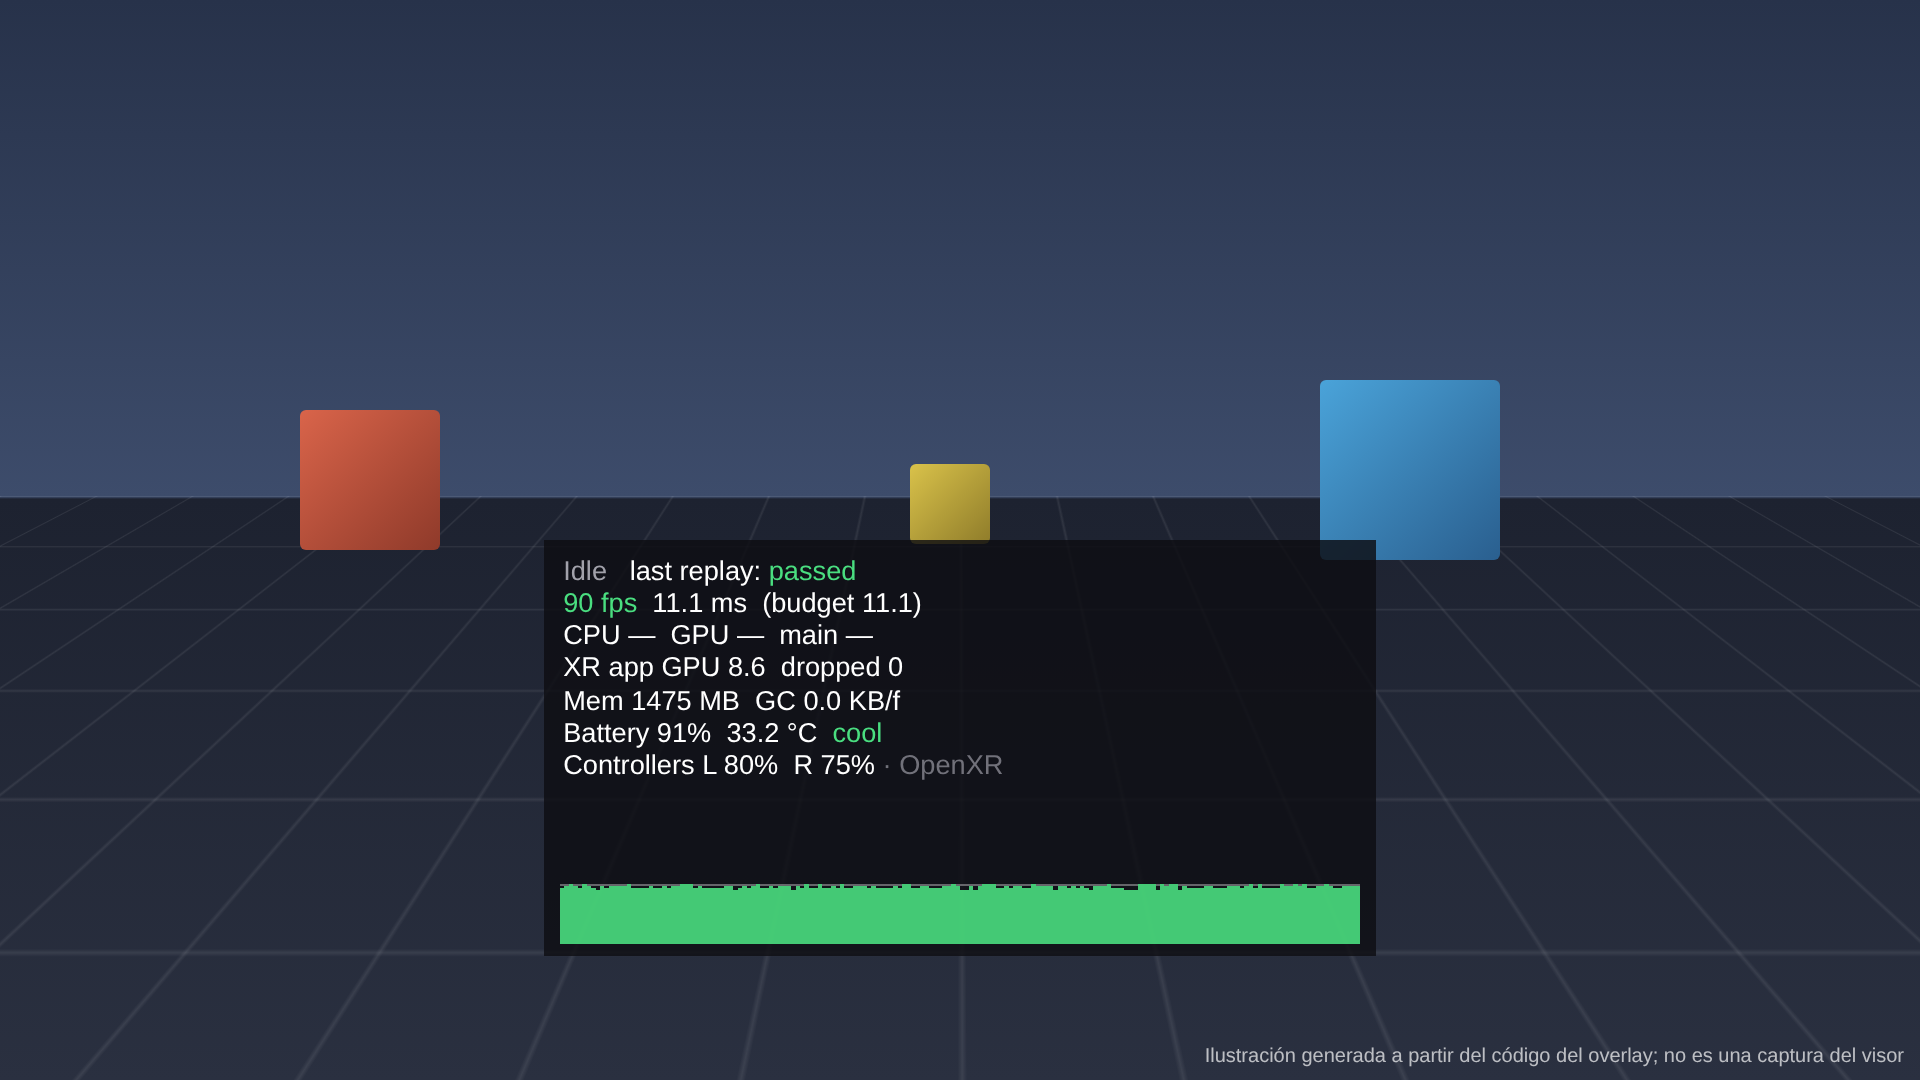 Idle last replay: passed
90 fps 11.1 ms (budget 11.1)
CPU — GPU — main —
XR app GPU 8.6 dropped 0
Mem 1475 MB GC 0.0 KB/f
Battery 91% 33.2 °C cool
Controllers L 80% R 75% · OpenXR
Ilustración generada a partir del código del overlay; no es una captura del visor